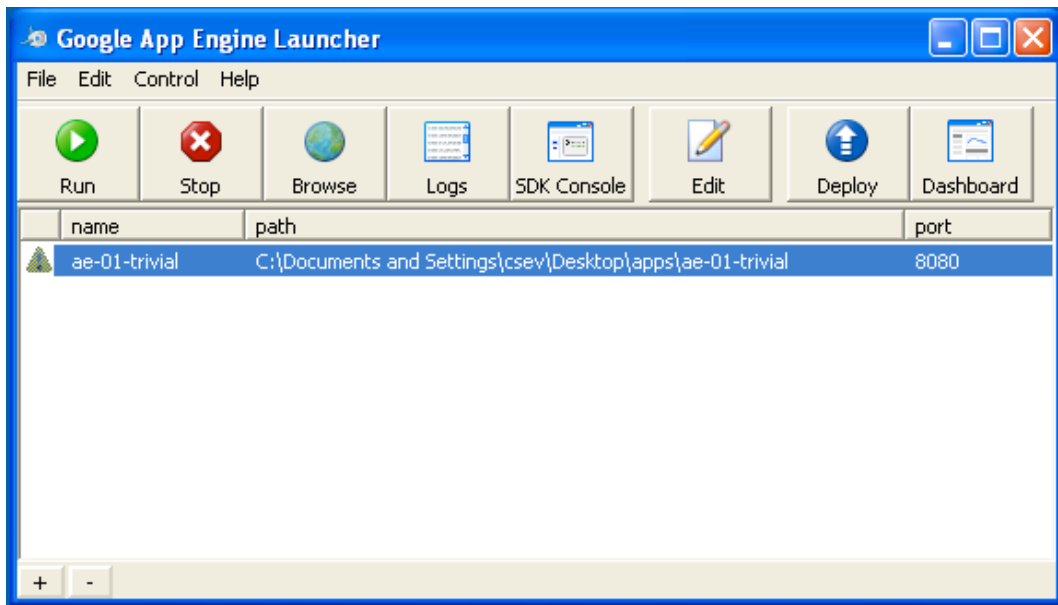 Google App Engine Launcher
File Edit Control Help
Run Stop Browse Logs SDK Console Edit Deploy Dashboard
name path port
ae-01-trivial C:\Documents and Settings\csev\Desktop\apps\ae-01-trivial 8080
+ -